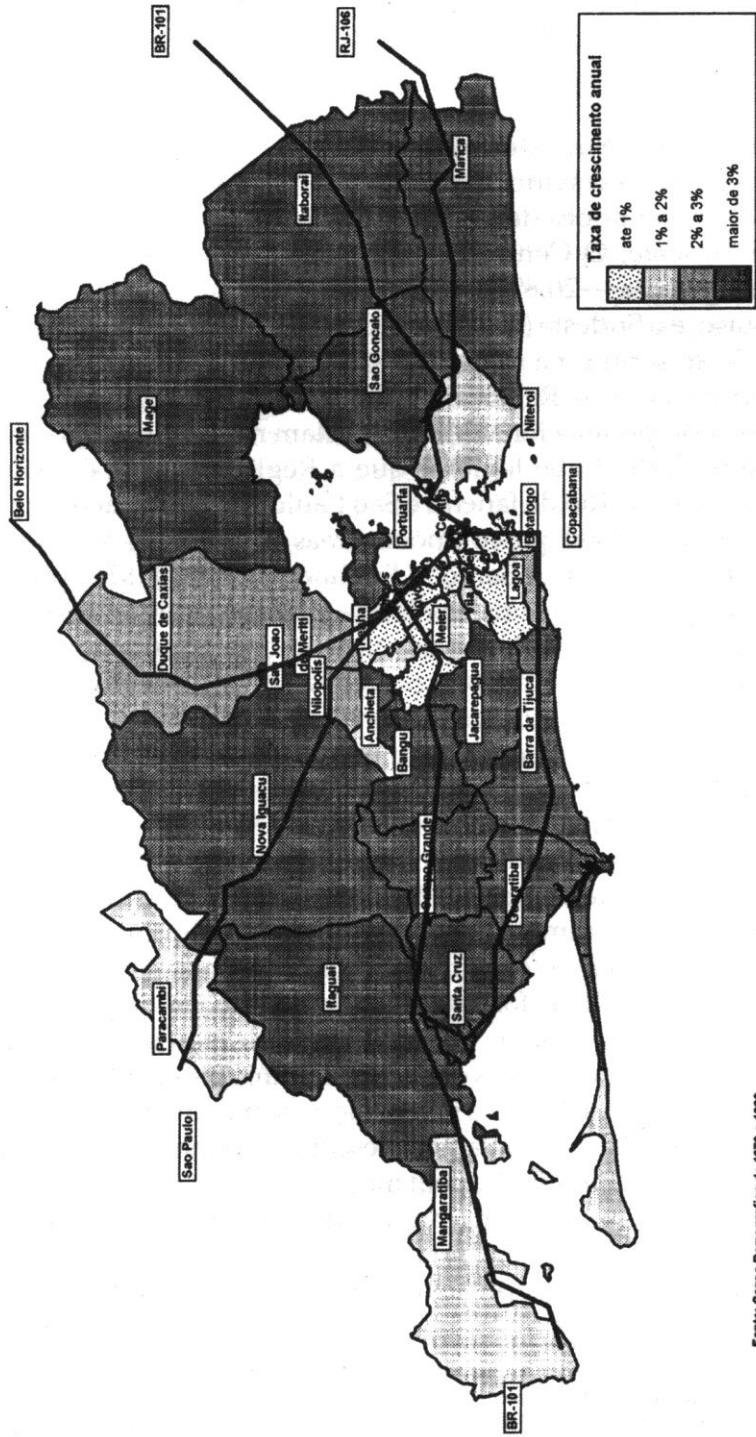 BR-101
RJ-106
Belo Horizonte
Mage
Itaborai
Marica
Sao Goncalo
Niteroi
Duque de Caxias
Sao Joao
de Meriti
Nilopolis
Portuaria
Botafogo
Copacabana
Lagoa
Meier
Anchieta
Bangu
Jacarepagua
Barra da Tijuca
Nova Iguacu
Campo Grande
Guaratiba
Santa Cruz
Itaguai
Paracambi
Sao Paulo
Mangaratiba
BR-101
Taxa de crescimento anual
ate 1%
1% a 2%
2% a 3%
maior de 3%